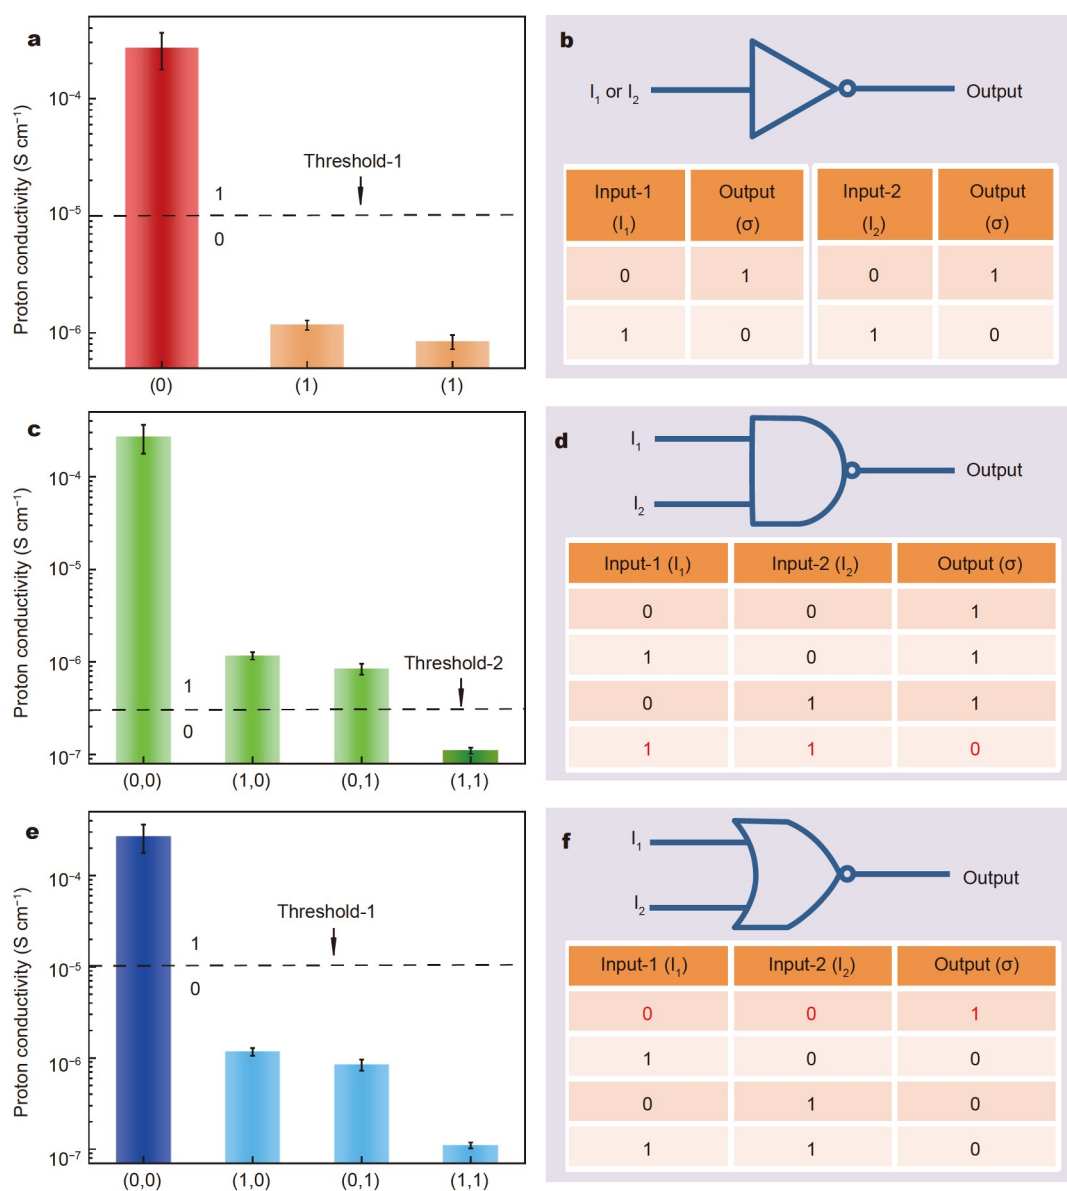 a
Proton conductivity (S cm⁻¹)
10⁻⁴
10⁻⁵
10⁻⁶
Threshold-1
1
0
(0) (1) (1)
b
I₁ or I₂
Output
Input-1 (I₁) Output (σ) Input-2 (I₂) Output (σ)
0 1 0 1
1 0 1 0
c
Proton conductivity (S cm⁻¹)
10⁻⁴
10⁻⁵
10⁻⁶
10⁻⁷
Threshold-2
1
0
(0,0) (1,0) (0,1) (1,1)
d
I₁
I₂
Output
Input-1 (I₁) Input-2 (I₂) Output (σ)
0 0 1
1 0 1
0 1 1
1 1 0
e
Proton conductivity (S cm⁻¹)
10⁻⁴
10⁻⁵
10⁻⁶
10⁻⁷
Threshold-1
1
0
(0,0) (1,0) (0,1) (1,1)
f
I₁
I₂
Output
Input-1 (I₁) Input-2 (I₂) Output (σ)
0 0 1
1 0 0
0 1 0
1 1 0